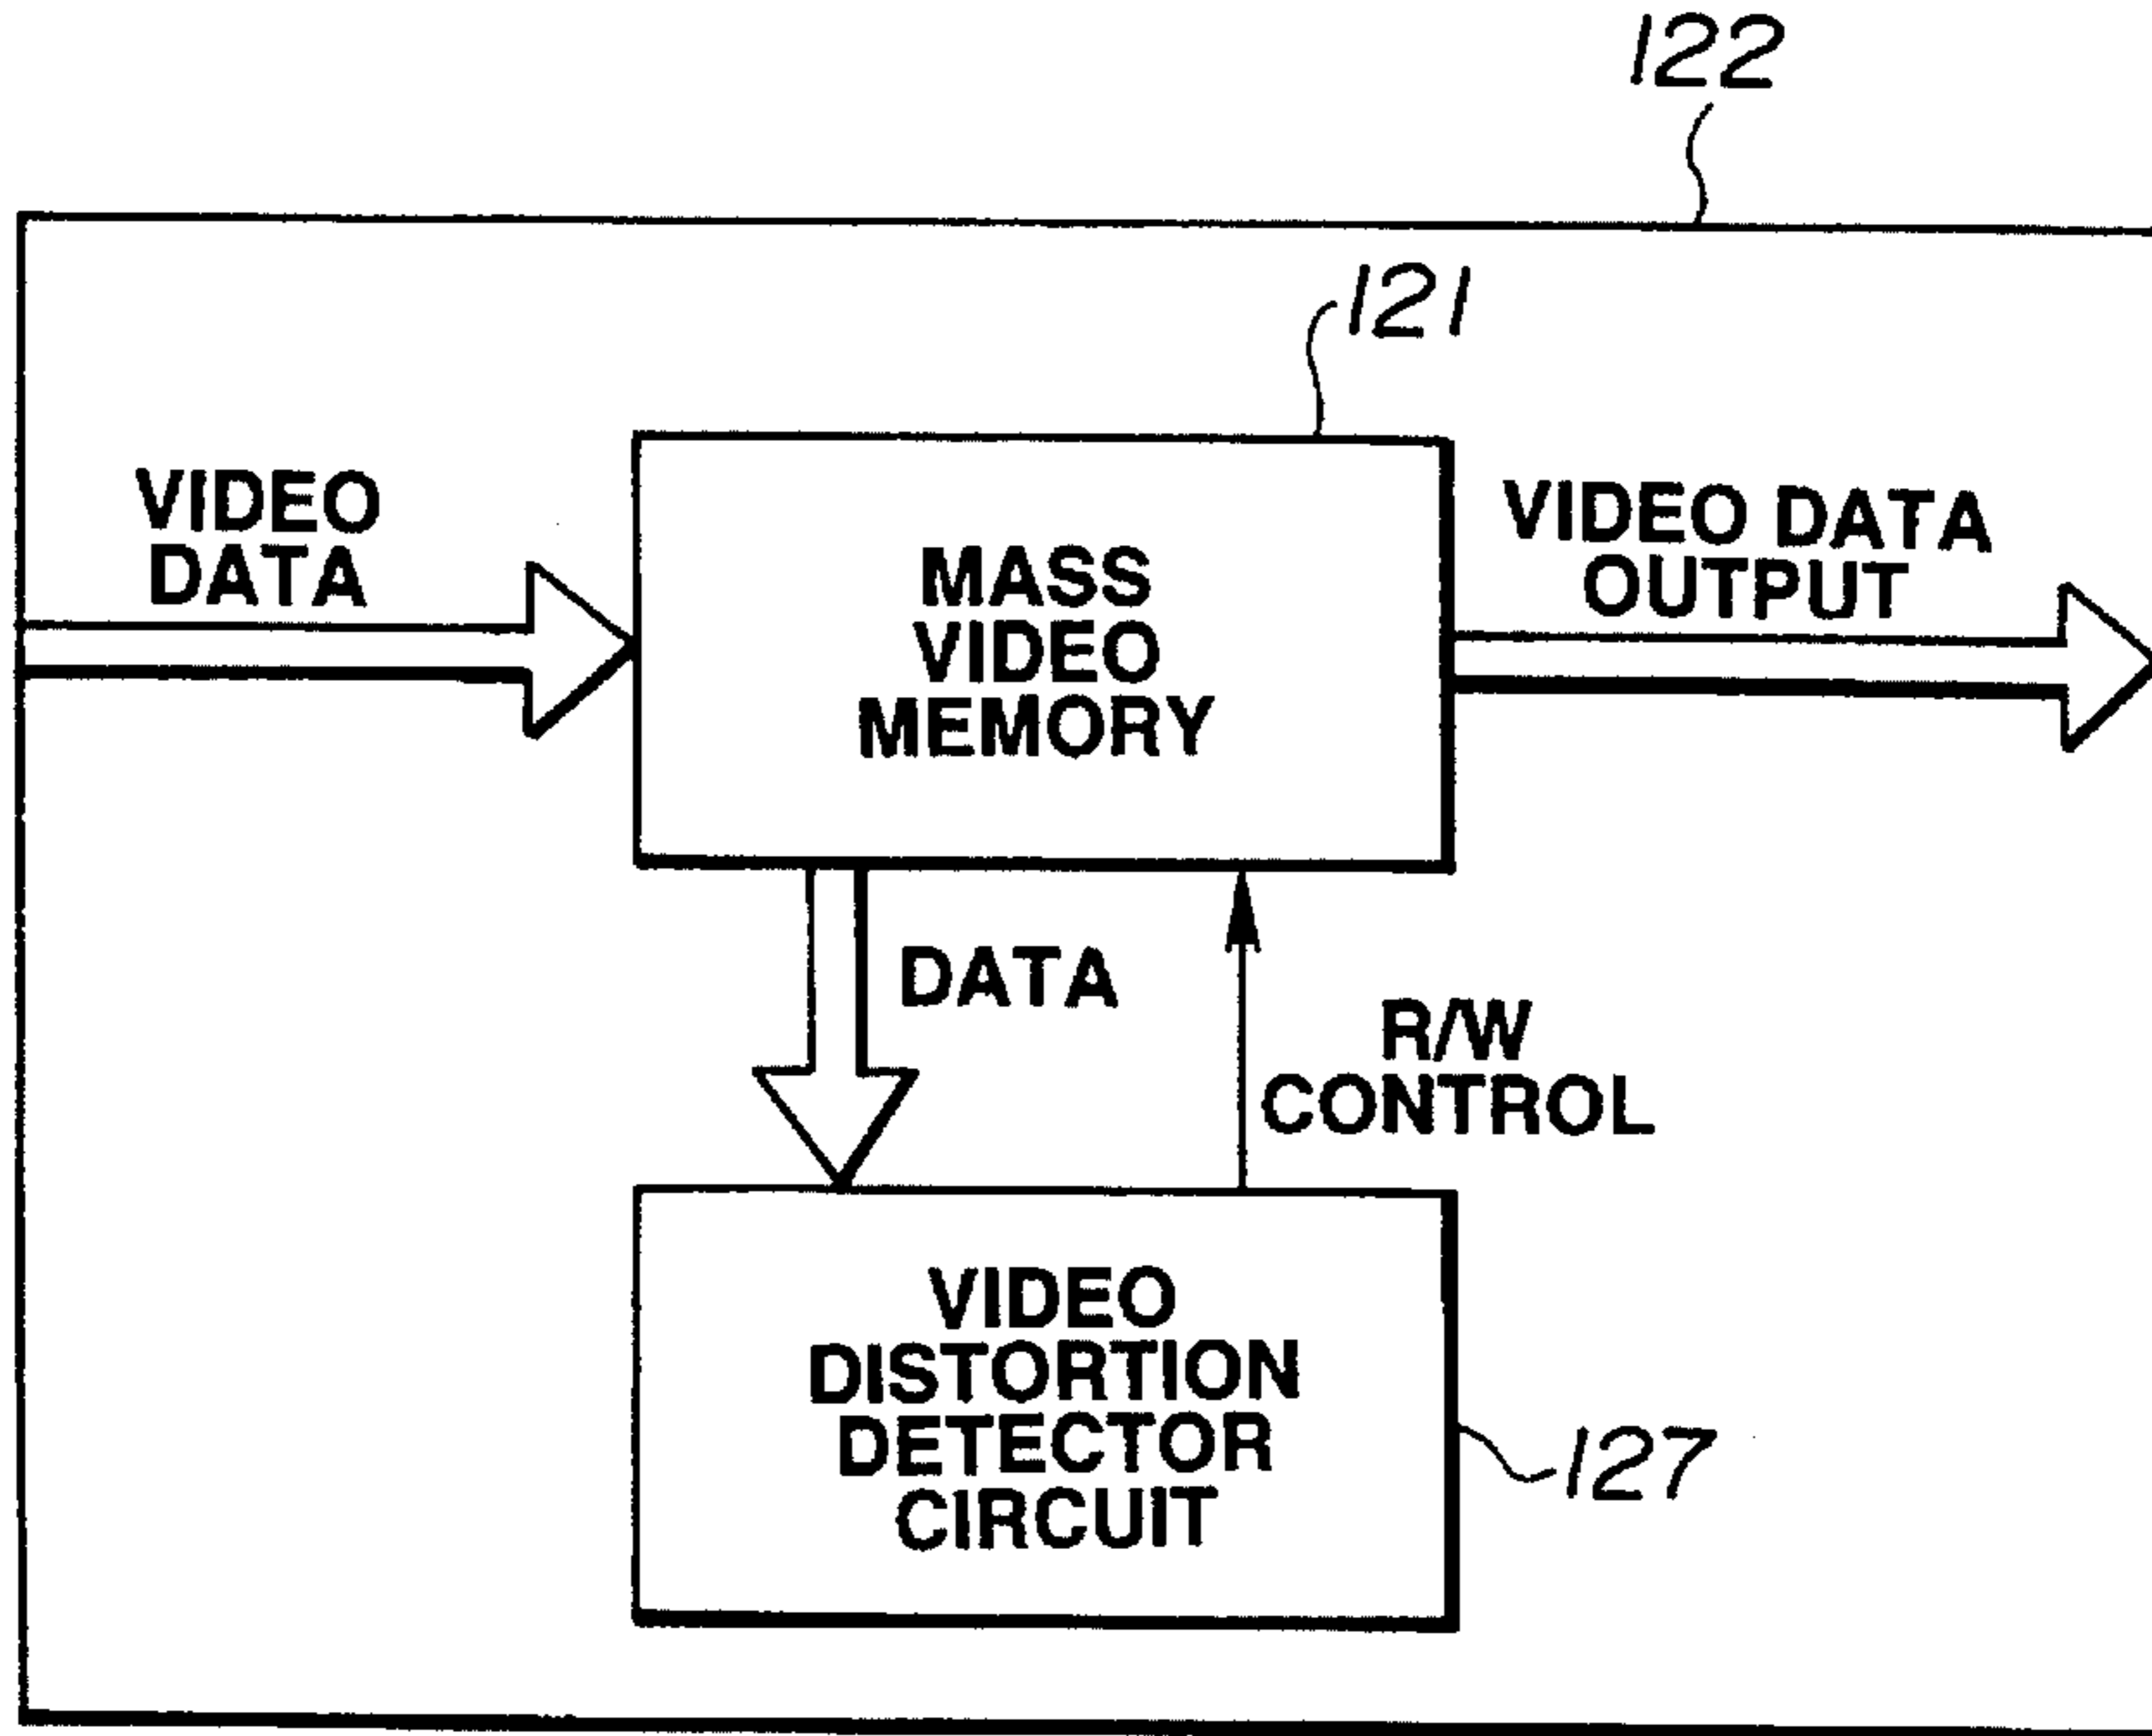 122
121
VIDEO
DATA
MASS
VIDEO
MEMORY
VIDEO DATA
OUTPUT
DATA
R/W
CONTROL
VIDEO
DISTORTION
DETECTOR
CIRCUIT
127